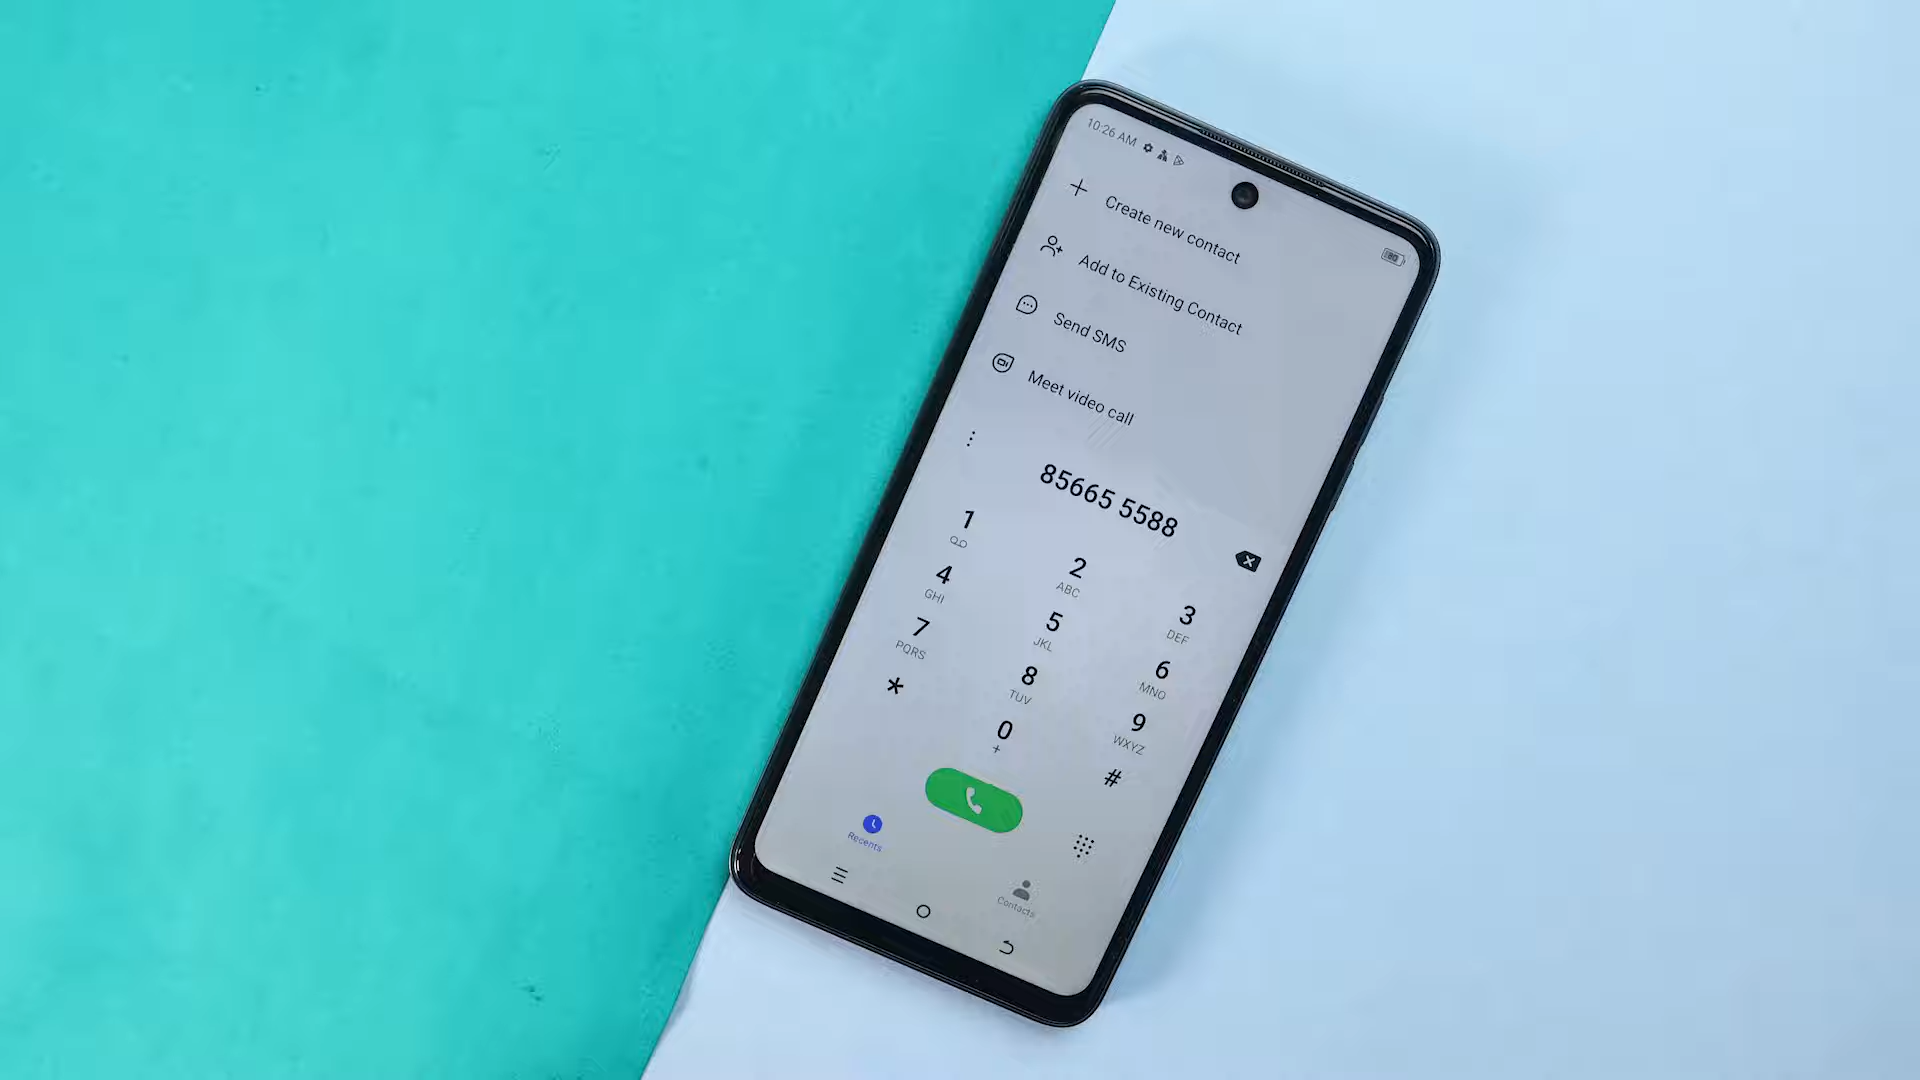 10:26 AM
80
Create new contact
Add to Existing Contact
Send SMS
Meet video call
85665 5588
1 2 3
ABC DEF
4 5 6
GHI JKL MNO
7 8 9
PQRS TUV WXYZ
* 0 #
+
Recents
Contacts